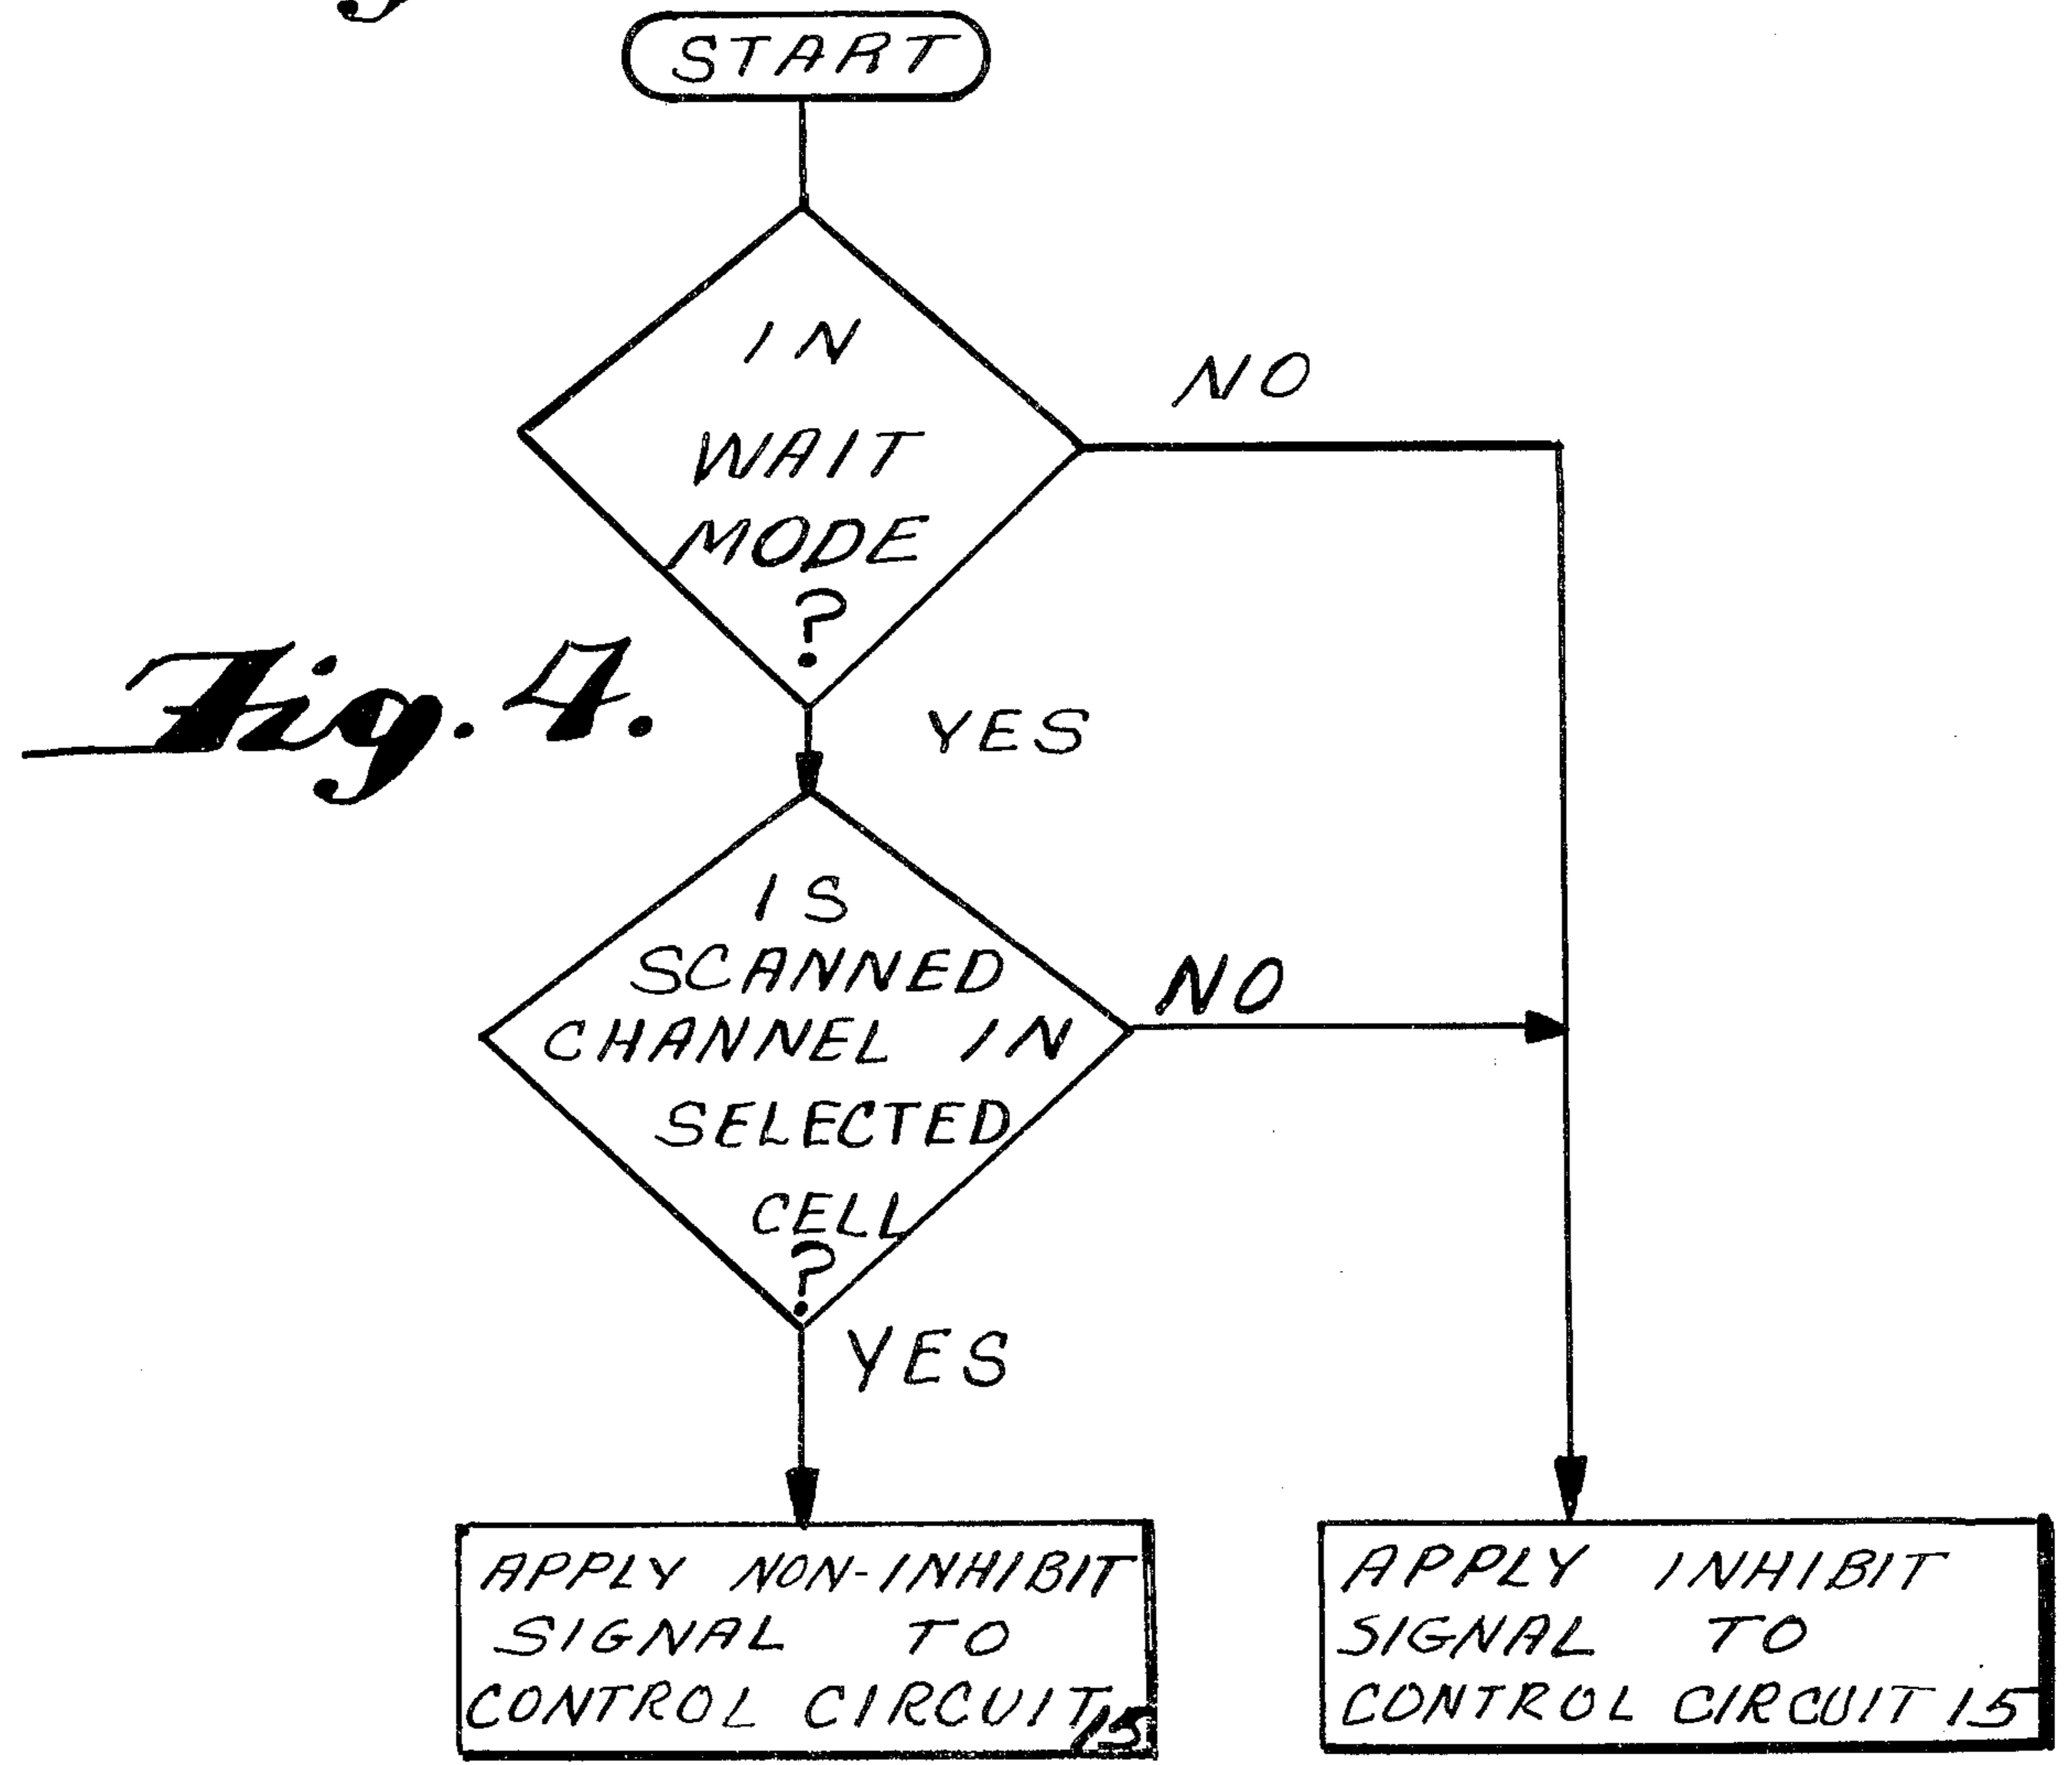 START
IN
WAIT
MODE
?
NO
YES
Fig. 4.
IS
SCANNED
CHANNEL IN
SELECTED
CELL
?
NO
YES
APPLY NON-INHIBIT
SIGNAL TO
CONTROL CIRCUIT 15
APPLY INHIBIT
SIGNAL TO
CONTROL CIRCUIT 15